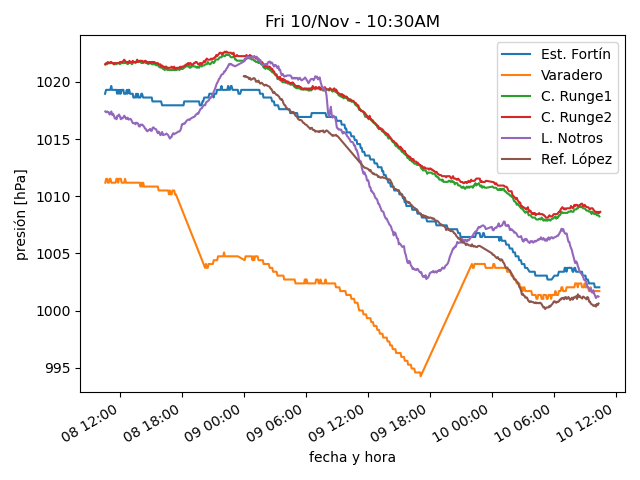 Fri 10/Nov - 10:30AM
Est. Fortín
Varadero
C. Runge1
C. Runge2
L. Notros
Ref. López
presión [hPa]
1020
1015
1010
1005
1000
995
08 12:00
08 18:00
09 00:00
09 06:00
09 12:00
09 18:00
10 00:00
10 06:00
10 12:00
fecha y hora